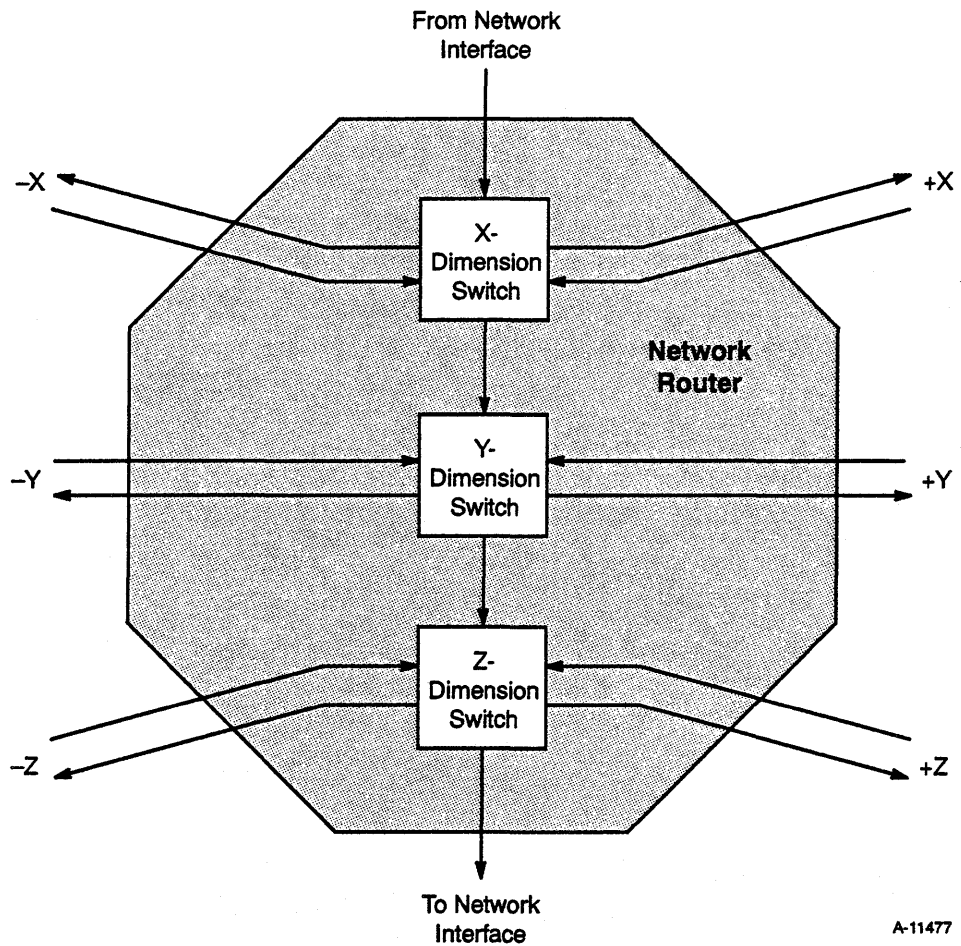 From Network
Interface
–X
+X
X-
Dimension
Switch
Network
Router
Y-
Dimension
Switch
–Y
+Y
Z-
Dimension
Switch
–Z
+Z
To Network
Interface
A-11477